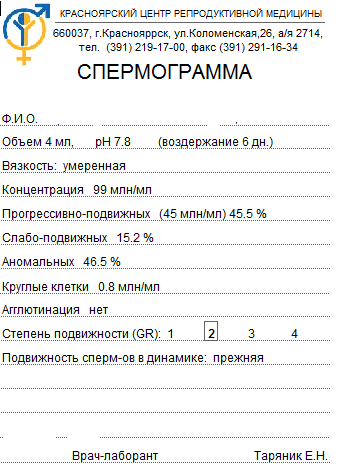 КРАСНОЯРСКИЙ ЦЕНТР РЕПРОДУКТИВНОЙ МЕДИЦИНЫ
660037, г.Краснояррск, ул.Коломенская,26, а/я 2714,
тел. (391) 219-17-00, факс (391) 291-16-34
СПЕРМОГРАММА
Ф.И.О.
Объем 4 мл, pH 7.8 (воздержание 6 дн.)
Вязкость: умеренная
Концентрация 99 млн/мл
Прогрессивно-подвижных (45 млн/мл) 45.5 %
Слабо-подвижных 15.2 %
Аномальных 46.5 %
Круглые клетки 0.8 млн/мл
Агглютинация нет
Степень подвижности (GR): 1 2 3 4
Подвижность сперм-ов в динамике: прежняя
Врач-лаборант Таряник Е.Н.